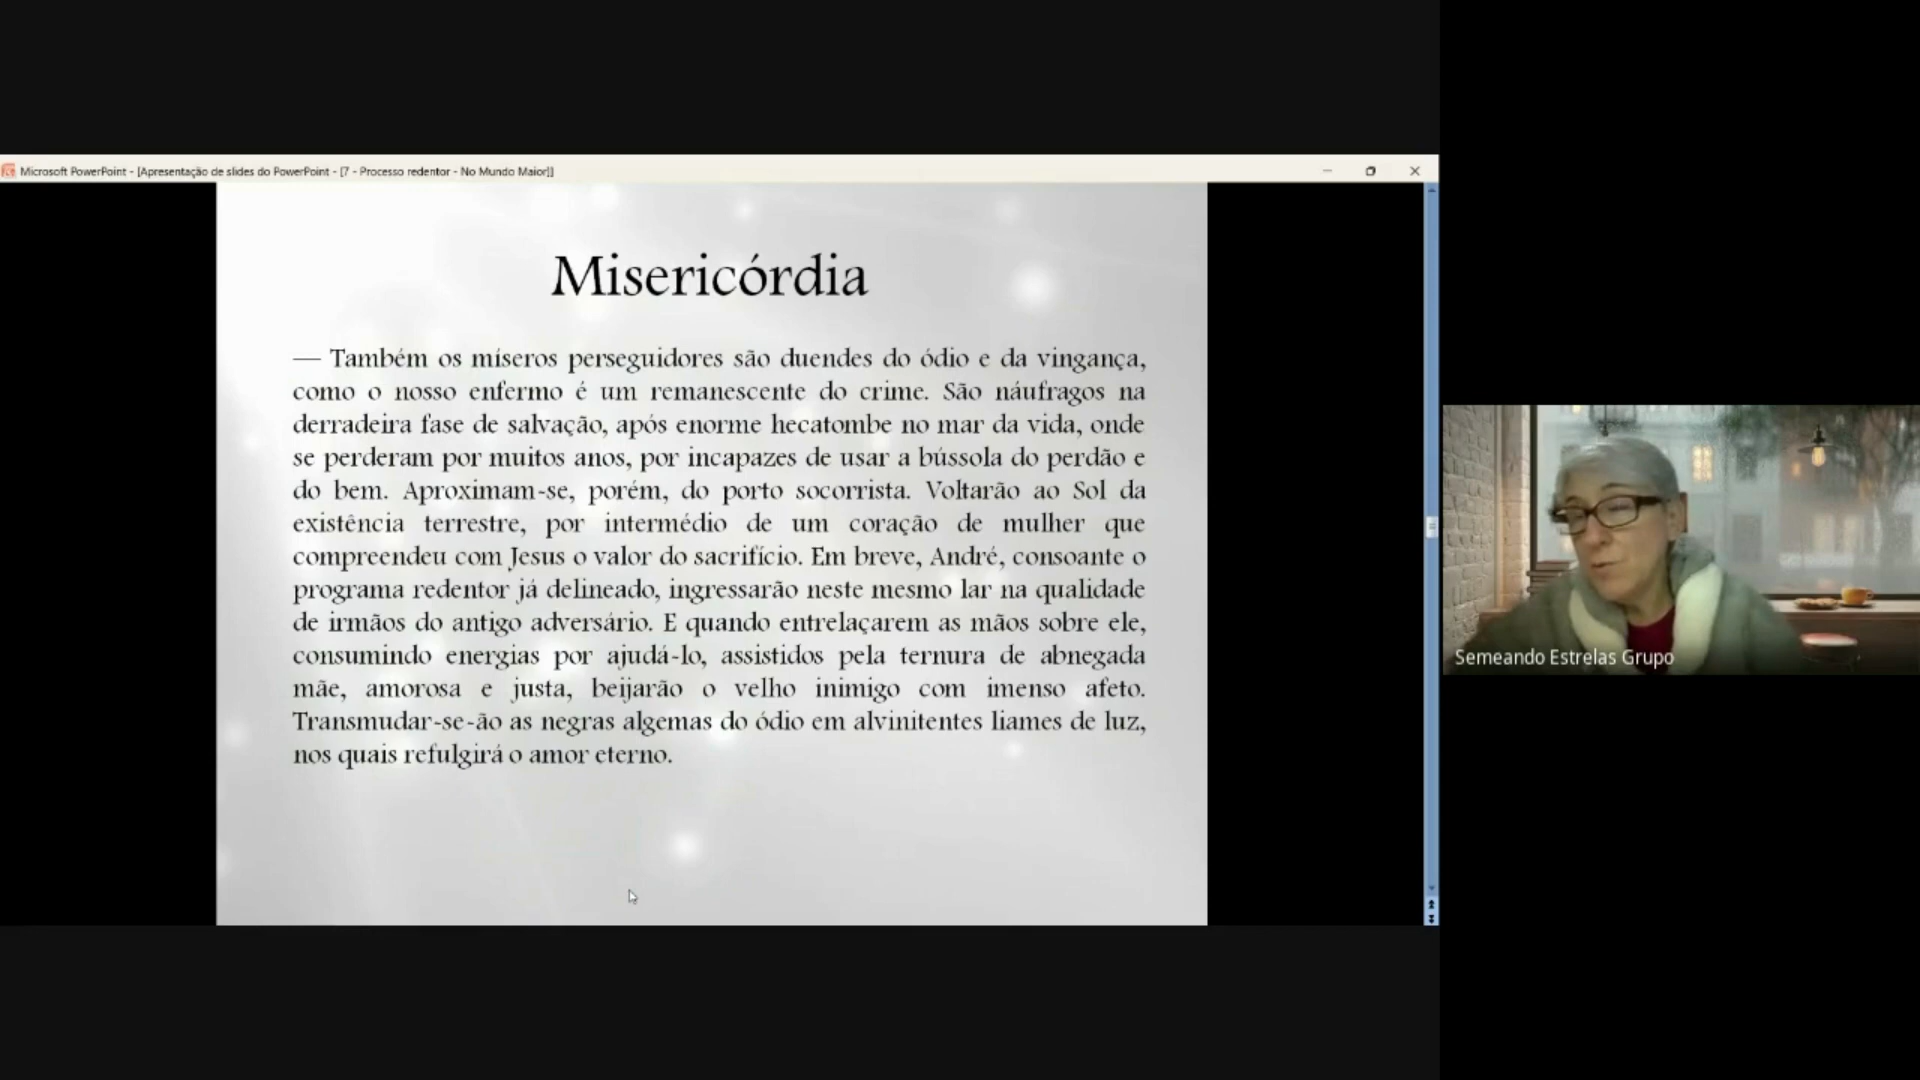 Microsoft PowerPoint - [Apresentação de slides do PowerPoint - [7 - Processo redentor - No Mundo Maior]]
Misericórdia
— Também os míseros perseguidores são duendes do ódio e da vingança,
como o nosso enfermo é um remanescente do crime. São náufragos na
derradeira fase de salvação, após enorme hecatombe no mar da vida, onde
se perderam por muitos anos, por incapazes de usar a bússola do perdão e
do bem. Aproximam-se, porém, do porto socorrista. Voltarão ao Sol da
existência terrestre, por intermédio de um coração de mulher que
compreendeu com Jesus o valor do sacrifício. Em breve, André, consoante o
programa redentor já delineado, ingressarão neste mesmo lar na qualidade
de irmãos do antigo adversário. E quando entrelaçarem as mãos sobre ele,
consumindo energias por ajudá-lo, assistidos pela ternura de abnegada
mãe, amorosa e justa, beijarão o velho inimigo com imenso afeto.
Transmudar-se-ão as negras algemas do ódio em alvinitentes liames de luz,
nos quais refulgirá o amor eterno.
Semeando Estrelas Grupo